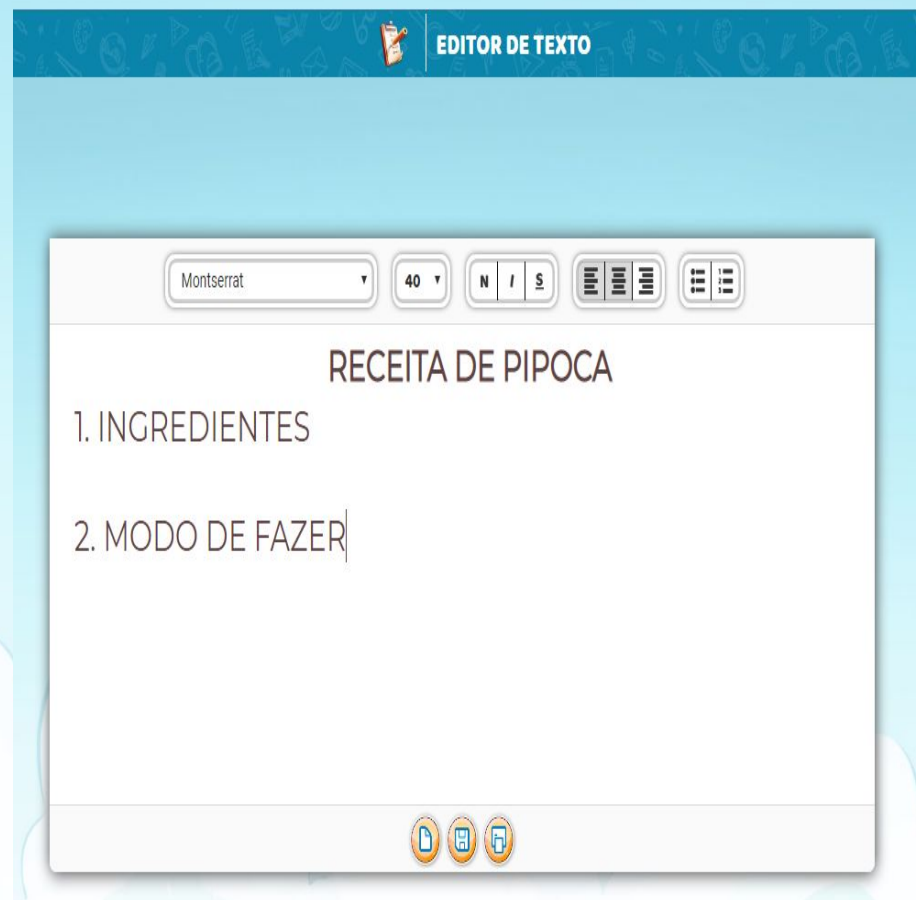 EDITOR DE TEXTO
Montserrat 40 N I S
RECEITA DE PIPOCA
1. INGREDIENTES
2. MODO DE FAZER